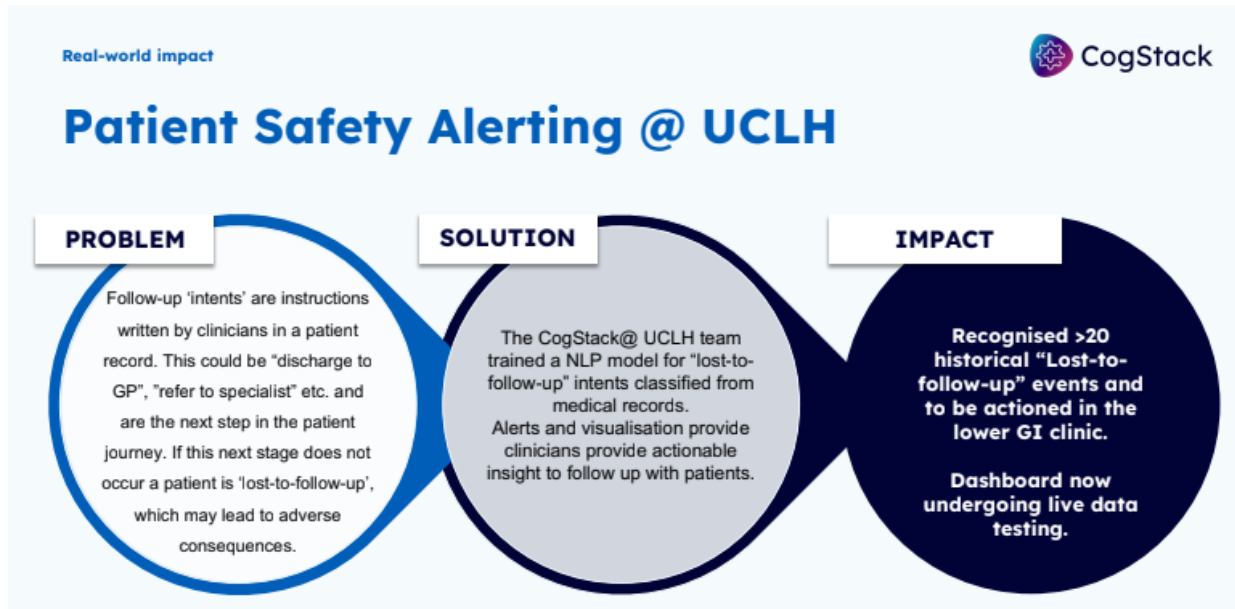 Real-world impact
CogStack
Patient Safety Alerting @ UCLH
PROBLEM
Follow-up ‘intents’ are instructions
written by clinicians in a patient
record. This could be “discharge to
GP”, ”refer to specialist” etc. and
are the next step in the patient
journey. If this next stage does not
occur a patient is ‘lost-to-follow-up’,
which may lead to adverse
consequences.
SOLUTION
The CogStack@ UCLH team
trained a NLP model for “lost-to-
follow-up” intents classified from
medical records.
Alerts and visualisation provide
clinicians provide actionable
insight to follow up with patients.
IMPACT
Recognised >20
historical “Lost-to-
follow-up” events and
to be actioned in the
lower GI clinic.
Dashboard now
undergoing live data
testing.